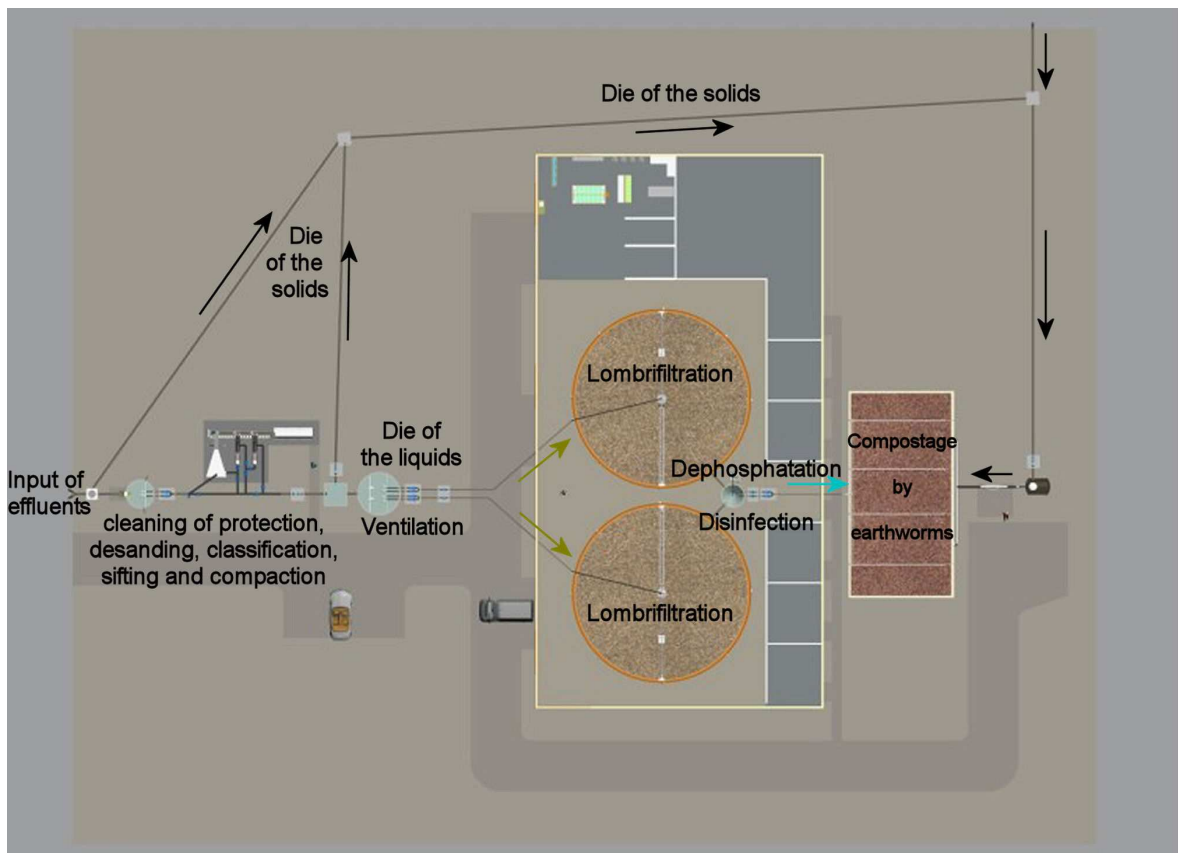 Die of the solids
Die
of the
solids
Lombrifiltration
Die of
the liquids
Compostage
Dephosphatation
by
Input of
effluents
cleaning of protection,
desanding, classification,
sifting and compaction
Ventilation
Disinfection
earthworms
Lombrifiltration